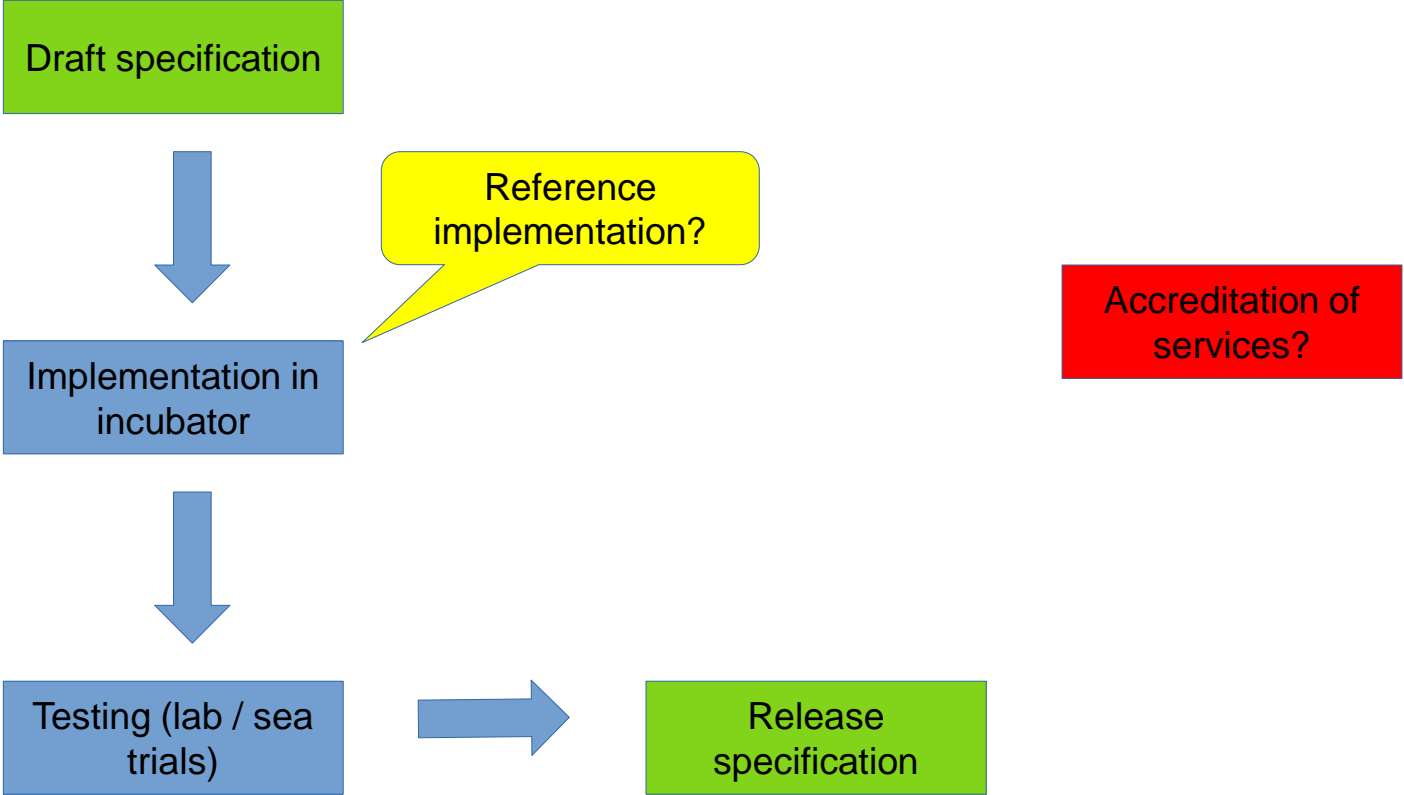 Draft specification
Reference
implementation?
Accreditation of
services?
Implementation in
incubator
Testing (lab / sea
trials)
Release
specification